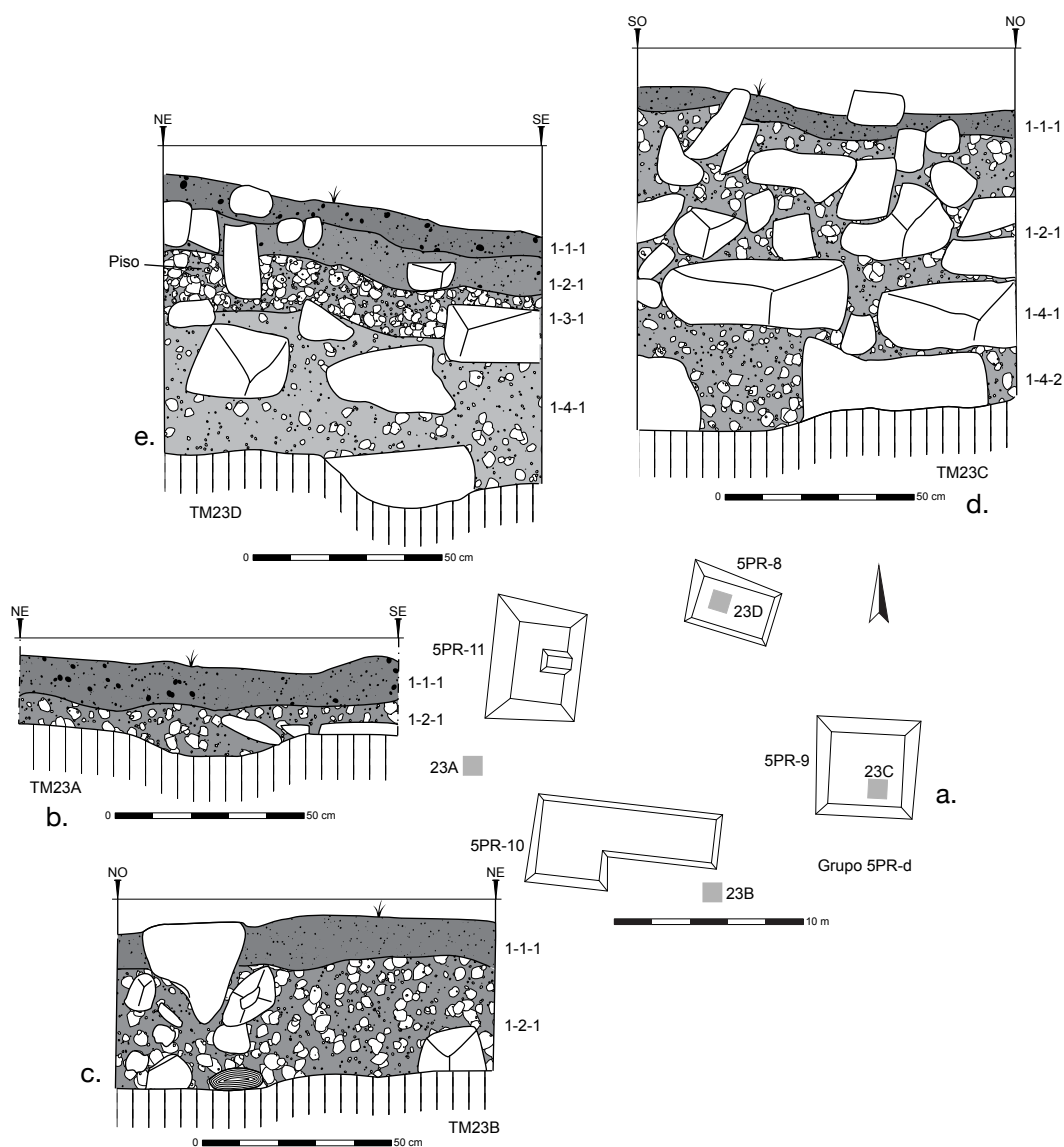 SO NO
1-1-1
1-2-1
1-4-1
1-4-2
TM23C
0 50 cm
d.
NE SE
Piso
1-1-1
1-2-1
1-3-1
1-4-1
e.
TM23D
0 50 cm
NE SE
1-1-1
1-2-1
TM23A
b.
0 50 cm
5PR-8
23D
5PR-11
23A
5PR-9
23C
a.
5PR-10
Grupo 5PR-d
23B
10 m
NO NE
1-1-1
1-2-1
c.
TM23B
0 50 cm